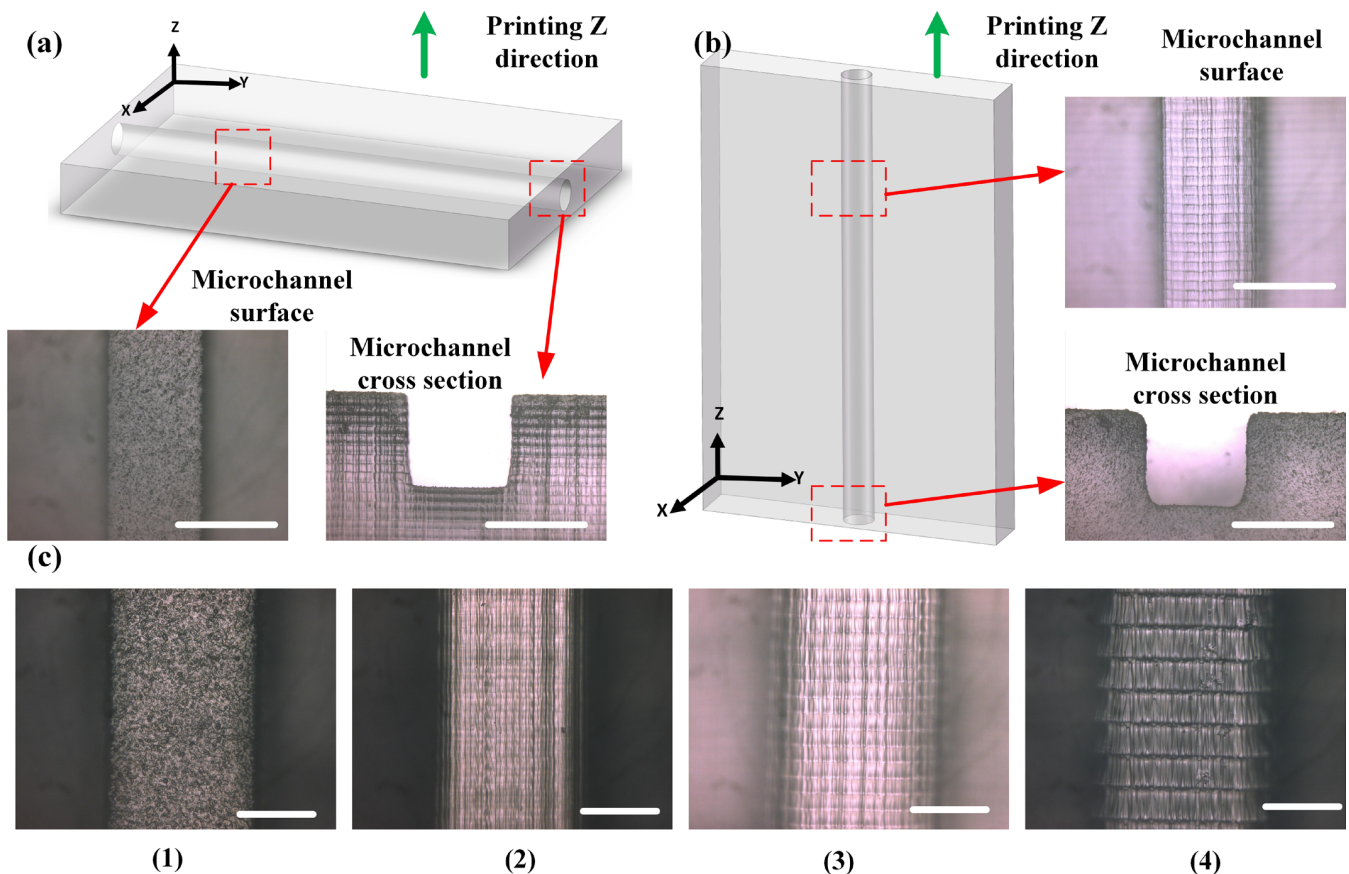 (a)
Z
Y
X
Printing Z
direction
Microchannel
surface
Microchannel
cross section
(b)
Printing Z
direction
Microchannel
surface
Z
Y
X
Microchannel
cross section
(c)
(1)
(2)
(3)
(4)